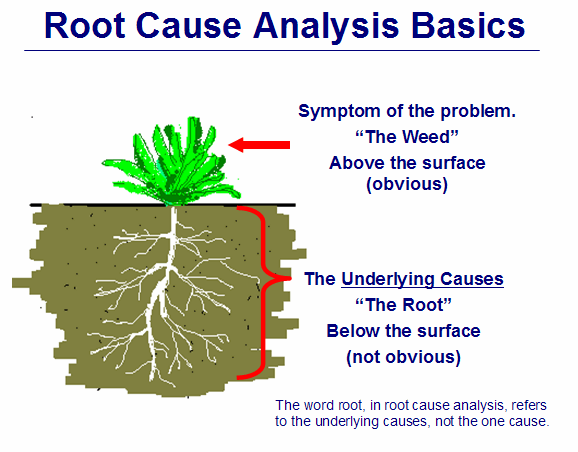 Root Cause Analysis Basics
Symptom of the problem.
“The Weed”
Above the surface
(obvious)
The Underlying Causes
“The Root”
Below the surface
(not obvious)
The word root, in root cause analysis, refers
to the underlying causes, not the one cause.